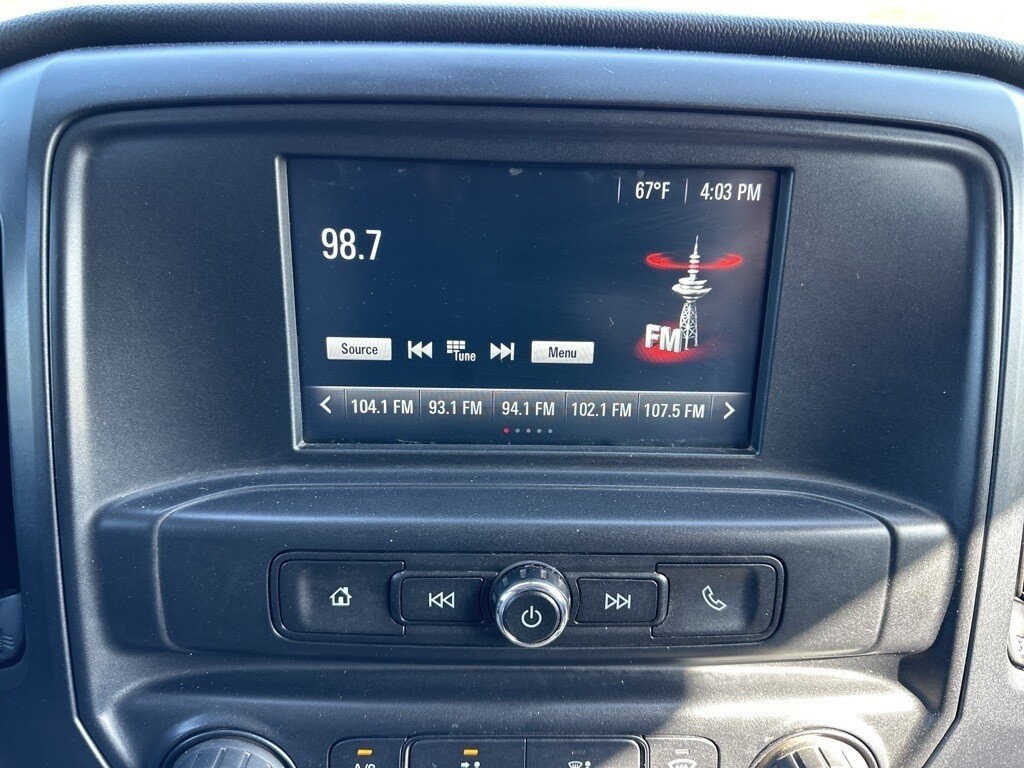 67°F 4:03 PM
98.7
FM
Source Tune Menu
104.1 FM 93.1 FM 94.1 FM 102.1 FM 107.5 FM
A/C